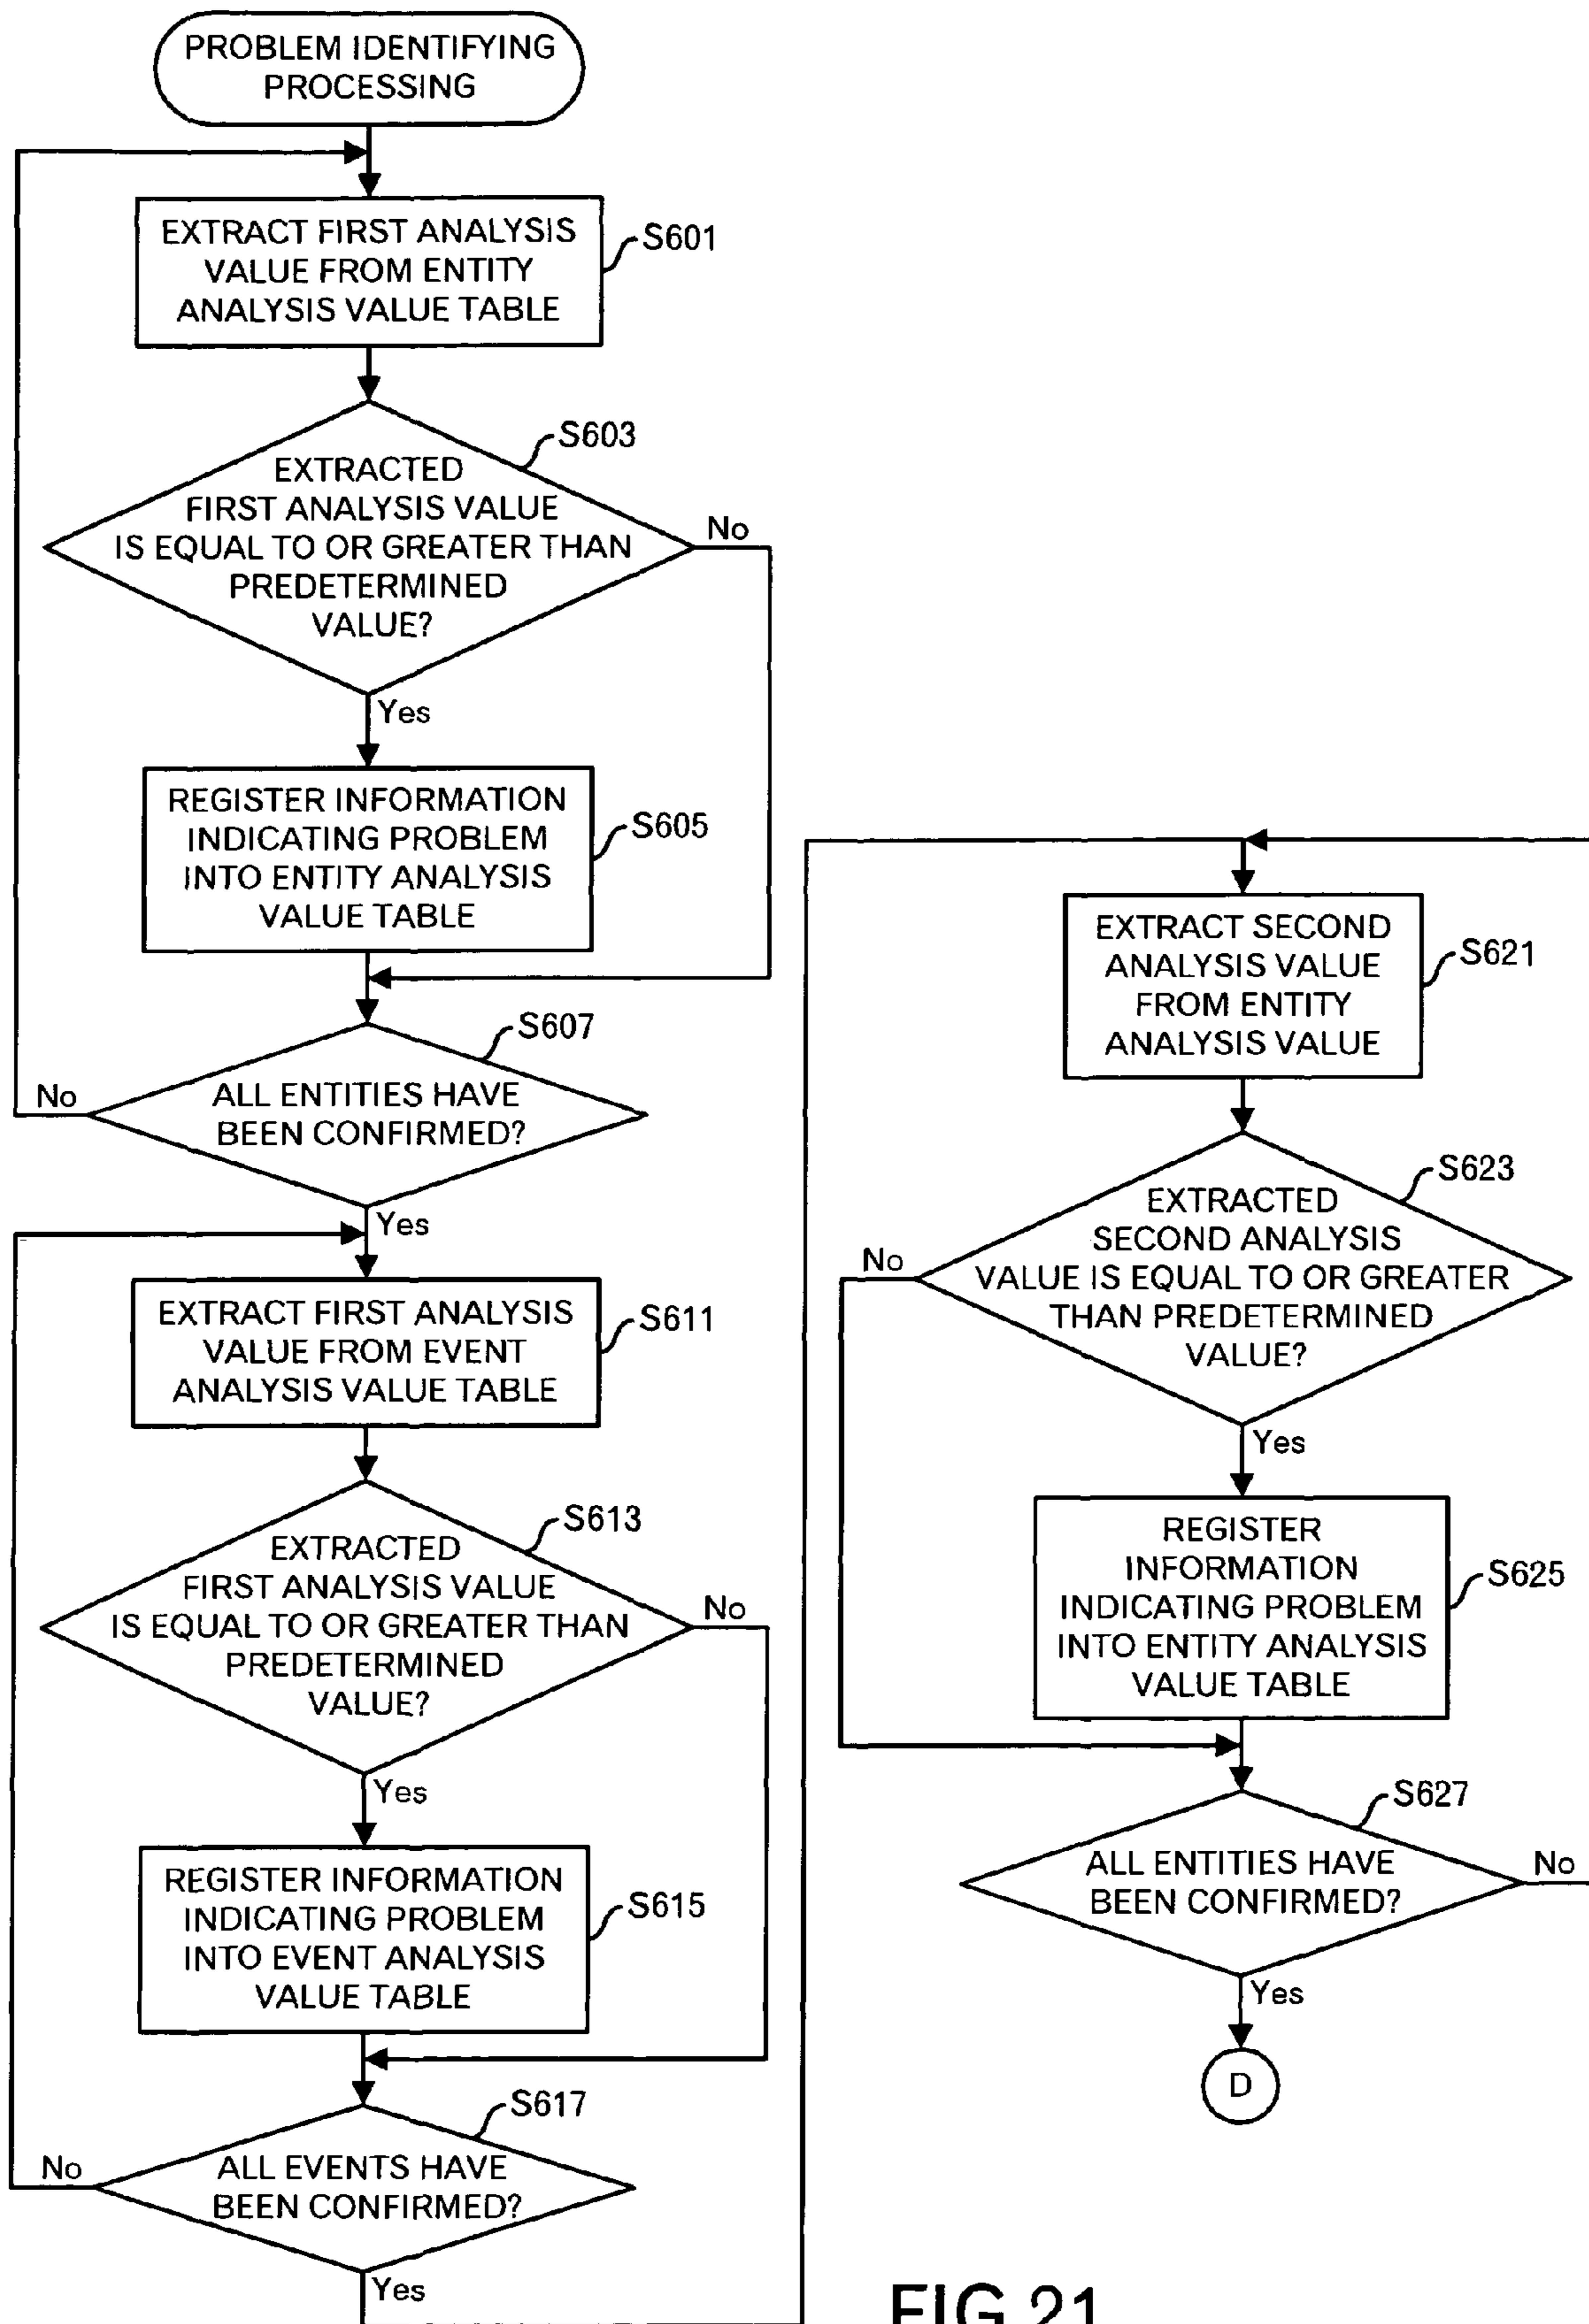 PROBLEM IDENTIFYING
PROCESSING
EXTRACT FIRST ANALYSIS
VALUE FROM ENTITY
ANALYSIS VALUE TABLE
S601
S603
EXTRACTED
FIRST ANALYSIS VALUE
IS EQUAL TO OR GREATER THAN
PREDETERMINED
VALUE?
No
Yes
REGISTER INFORMATION
INDICATING PROBLEM
INTO ENTITY ANALYSIS
VALUE TABLE
S605
S607
ALL ENTITIES HAVE
BEEN CONFIRMED?
No
Yes
EXTRACT FIRST ANALYSIS
VALUE FROM EVENT
ANALYSIS VALUE TABLE
S611
S613
EXTRACTED
FIRST ANALYSIS VALUE
IS EQUAL TO OR GREATER THAN
PREDETERMINED
VALUE?
No
Yes
REGISTER INFORMATION
INDICATING PROBLEM
INTO EVENT ANALYSIS
VALUE TABLE
S615
S617
ALL EVENTS HAVE
BEEN CONFIRMED?
No
Yes
EXTRACT SECOND
ANALYSIS VALUE
FROM ENTITY
ANALYSIS VALUE
S621
S623
EXTRACTED
SECOND ANALYSIS
VALUE IS EQUAL TO OR GREATER
THAN PREDETERMINED
VALUE?
No
Yes
REGISTER
INFORMATION
INDICATING PROBLEM
INTO ENTITY ANALYSIS
VALUE TABLE
S625
S627
ALL ENTITIES HAVE
BEEN CONFIRMED?
No
Yes
D
FIG.21